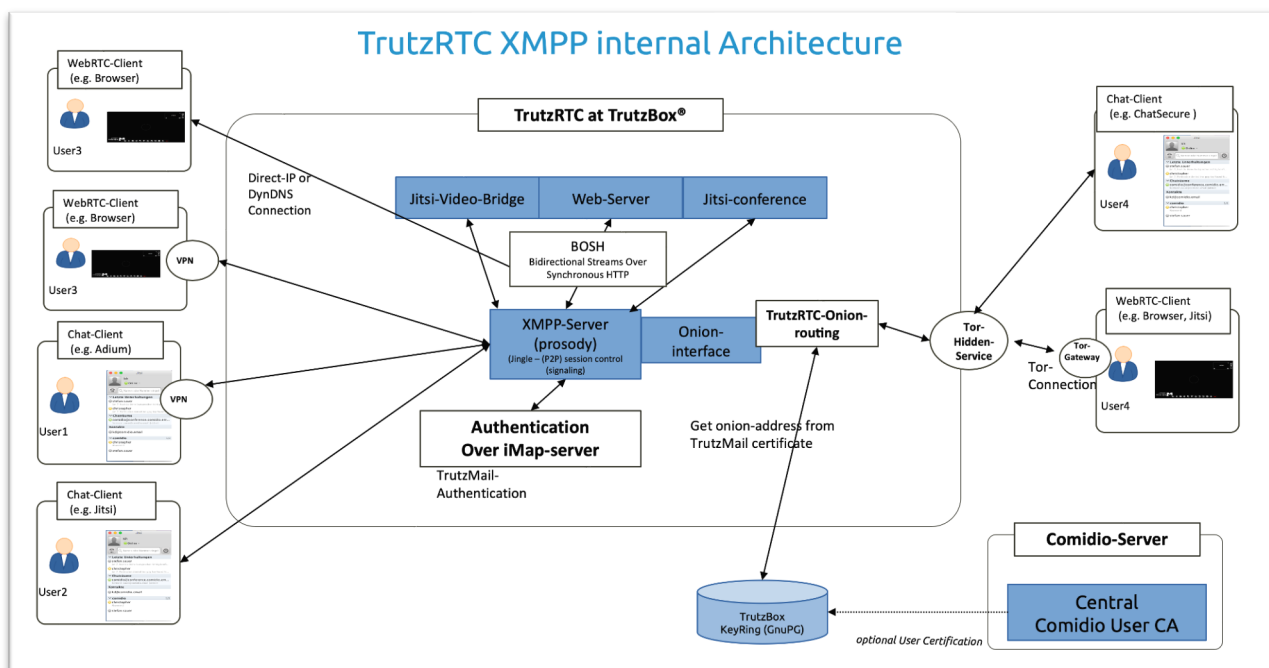 TrutzRTC XMPP internal Architecture
WebRTC-Client
(e.g. Browser)
User3
WebRTC-Client
(e.g. Browser)
User3
VPN
Chat-Client
(e.g. Adium)
User1
VPN
Chat-Client
(e.g. Jitsi)
User2
TrutzRTC at TrutzBox®
Direct-IP or
DynDNS
Connection
Jitsi-Video-Bridge
Web-Server
Jitsi-conference
BOSH
Bidirectional Streams Over
Synchronous HTTP
XMPP-Server
(prosody)
(Jingle – (P2P) session control
(signaling)
Onion-
interface
TrutzRTC-Onion-
routing
Authentication
Over iMap-server
TrutzMail-
Authentication
Get onion-address from
TrutzMail certificate
Tor-
Hidden-
Service
Tor-
Connection
Tor-
Gateway
Chat-Client
(e.g. ChatSecure )
User4
WebRTC-Client
(e.g. Browser, Jitsi)
User4
TrutzBox
KeyRing (GnuPG)
optional User Certification
Comidio-Server
Central
Comidio User CA